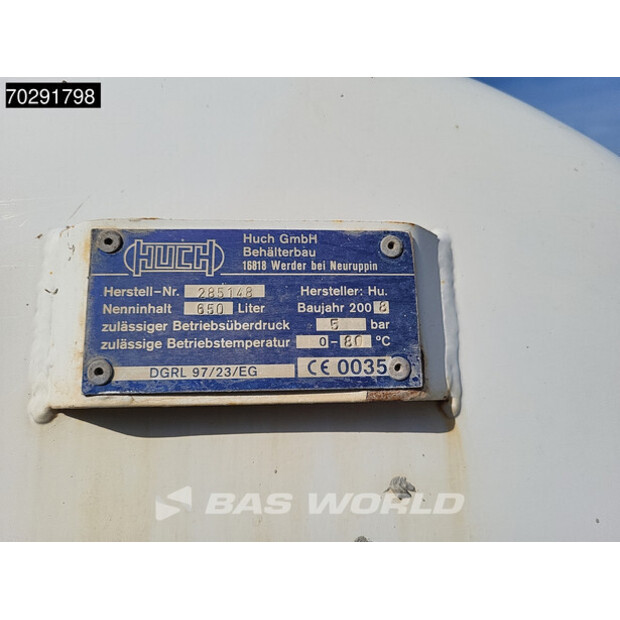 70291798
HUCH
Huch GmbH
Behälterbau
16818 Werder bei Neuruppin
Herstell-Nr. 285148 Hersteller: Hu.
Nenninhalt 650 Liter Baujahr 2008
zulässiger Betriebsüberdruck 5 bar
zulässige Betriebstemperatur 0-80 °C
DGRL 97/23/EG CE 0035
BAS WORLD